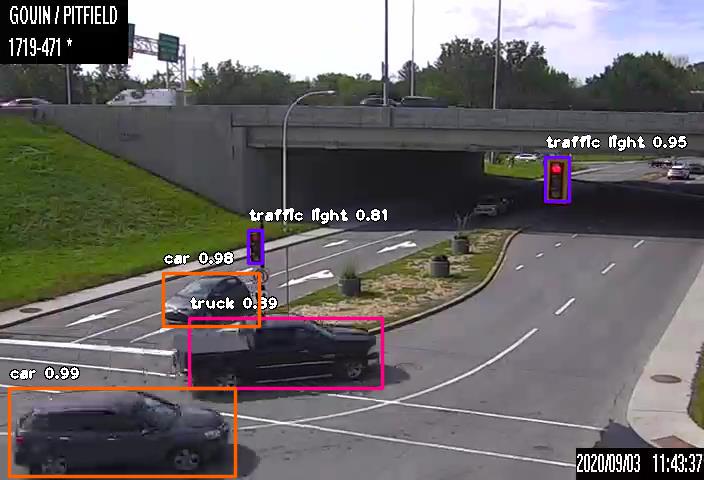 GOUIN / PITFIELD
1719-471 *
traffic light 0.95
traffic light 0.81
car 0.98
truck 0.89
car 0.99
2020/09/03 11:43:37